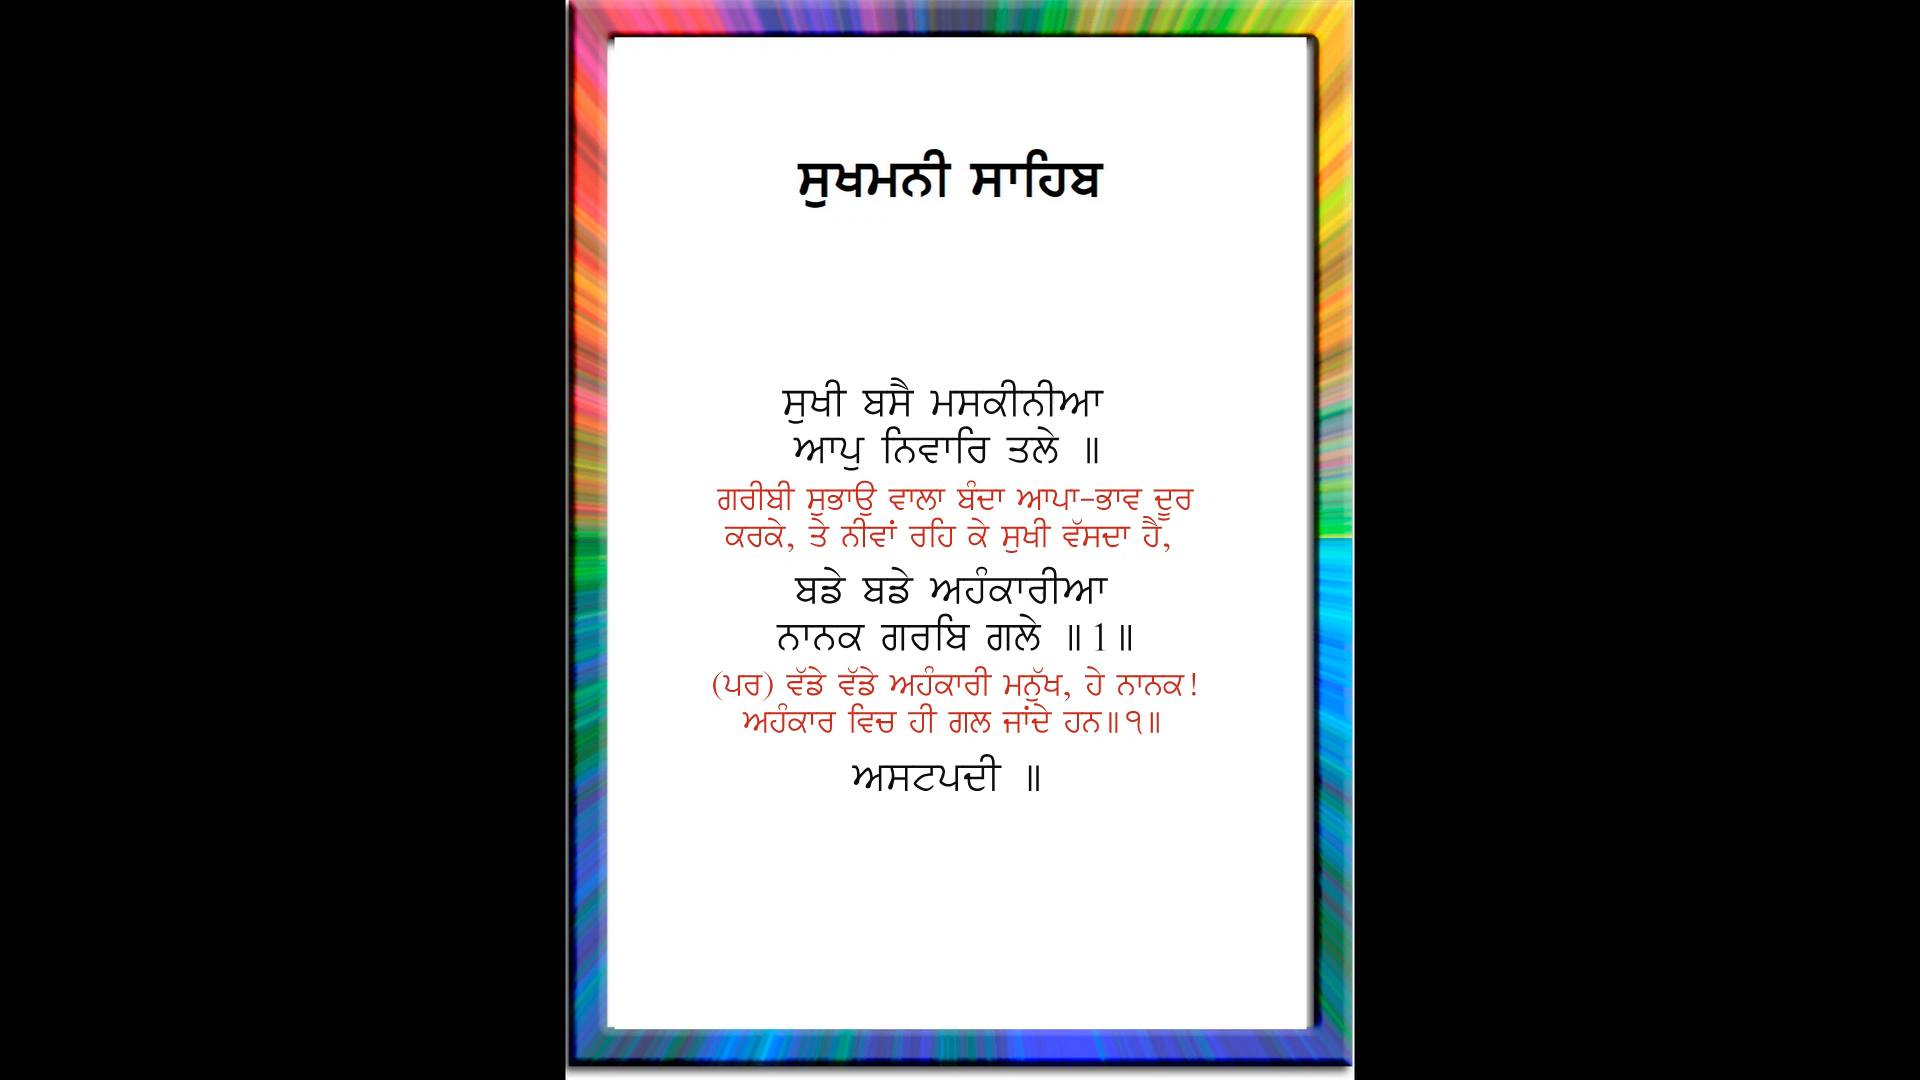 ਸੁਖਮਨੀ ਸਾਹਿਬ
ਸੁਖੀ ਬਸੈ ਮਸਕੀਨੀਆ
ਆਪੁ ਨਿਵਾਰਿ ਤਲੇ ॥
ਗਰੀਬੀ ਸੁਭਾਉ ਵਾਲਾ ਬੰਦਾ ਆਪਾ-ਭਾਵ ਦੂਰ
ਕਰਕੇ, ਤੇ ਨੀਵਾਂ ਰਹਿ ਕੇ ਸੁਖੀ ਵੱਸਦਾ ਹੈ,
ਬਡੇ ਬਡੇ ਅਹੰਕਾਰੀਆ
ਨਾਨਕ ਗਰਬਿ ਗਲੇ ॥1॥
(ਪਰ) ਵੱਡੇ ਵੱਡੇ ਅਹੰਕਾਰੀ ਮਨੁੱਖ, ਹੇ ਨਾਨਕ!
ਅਹੰਕਾਰ ਵਿਚ ਹੀ ਗਲ ਜਾਂਦੇ ਹਨ॥੧॥
ਅਸਟਪਦੀ ॥